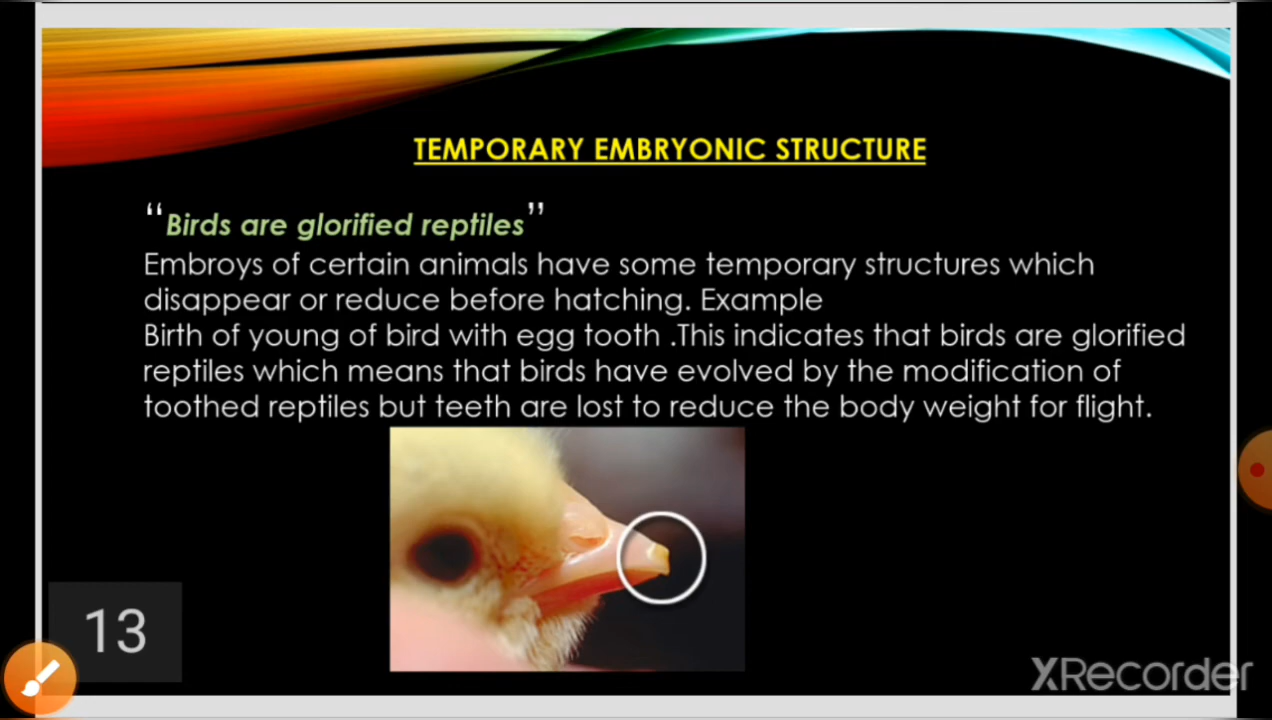 TEMPORARY EMBRYONIC STRUCTURE
“Birds are glorified reptiles”
Embroys of certain animals have some temporary structures which
disappear or reduce before hatching. Example
Birth of young of bird with egg tooth .This indicates that birds are glorified
reptiles which means that birds have evolved by the modification of
toothed reptiles but teeth are lost to reduce the body weight for flight.
13
XRecorder